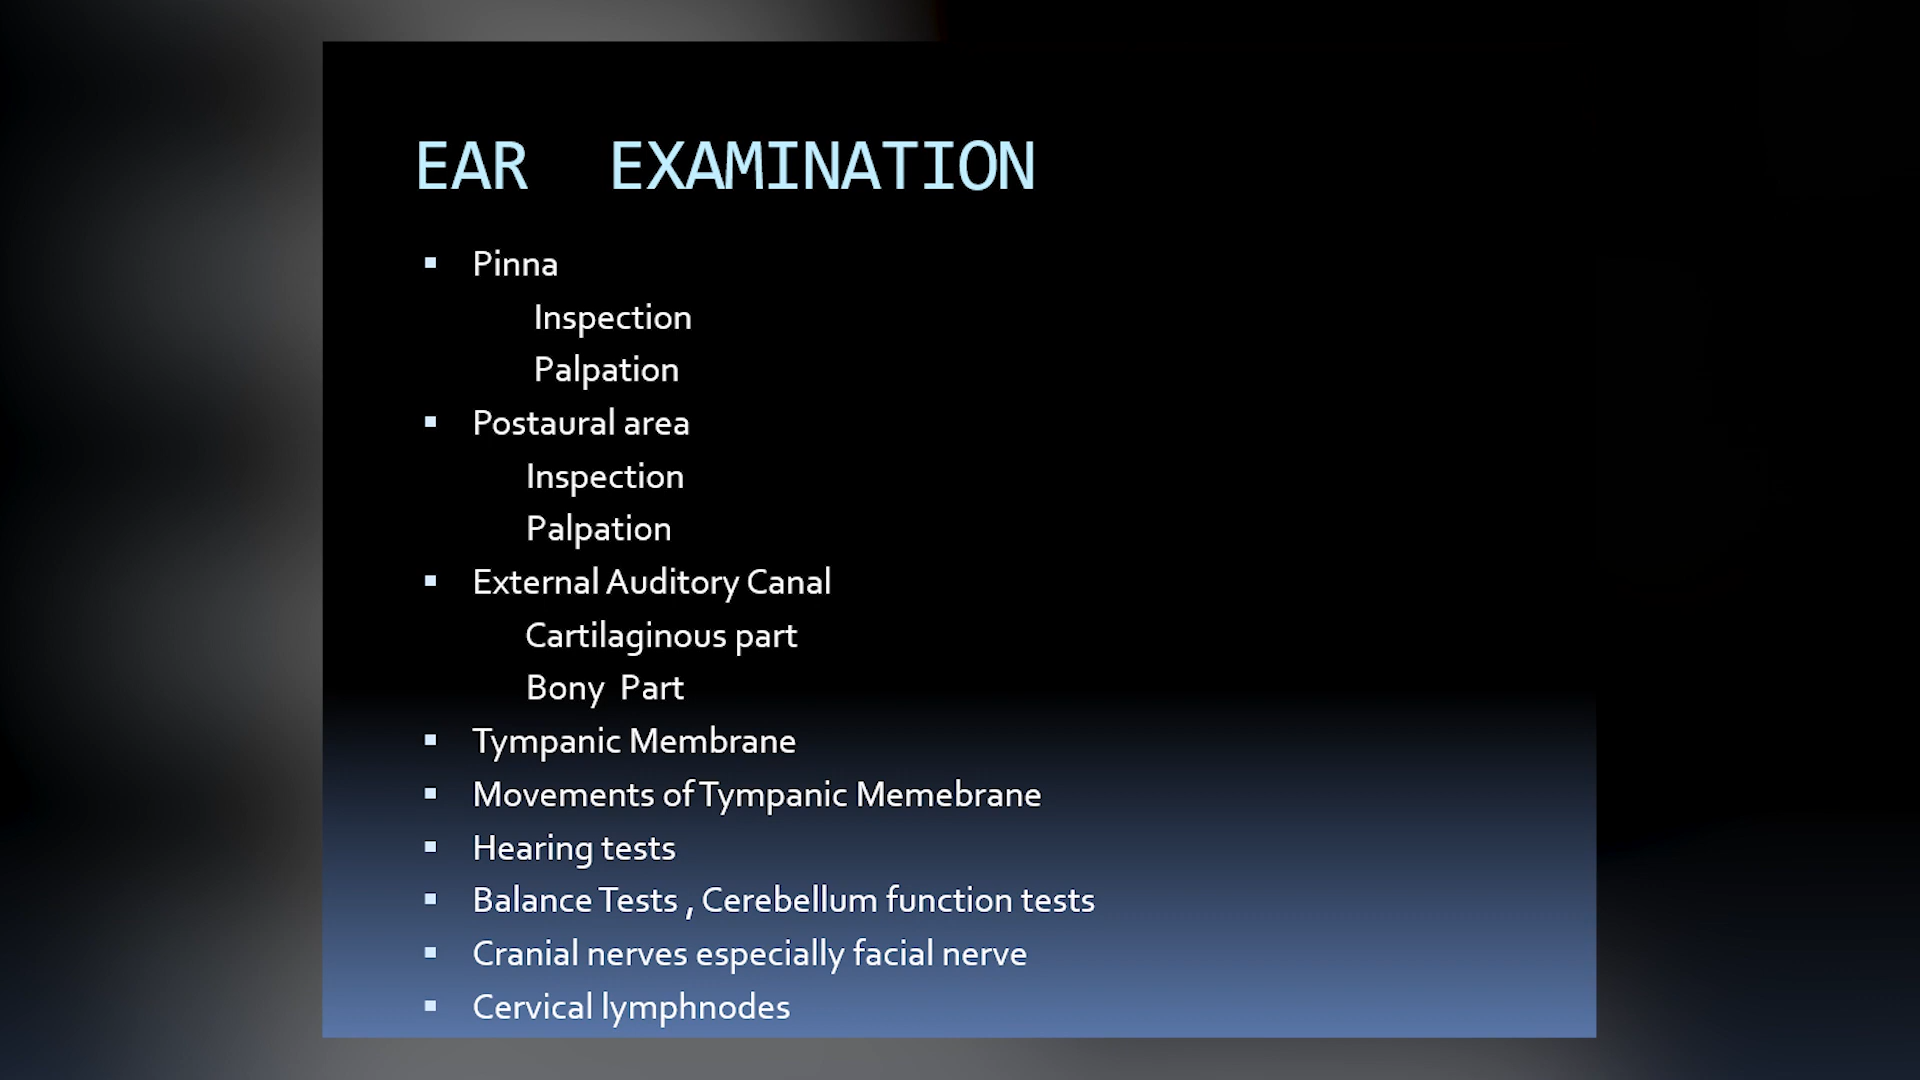 EAR EXAMINATION
▪ Pinna
Inspection
Palpation
▪ Postaural area
Inspection
Palpation
▪ External Auditory Canal
Cartilaginous part
Bony Part
▪ Tympanic Membrane
▪ Movements of Tympanic Memebrane
▪ Hearing tests
▪ Balance Tests , Cerebellum function tests
▪ Cranial nerves especially facial nerve
▪ Cervical lymphnodes